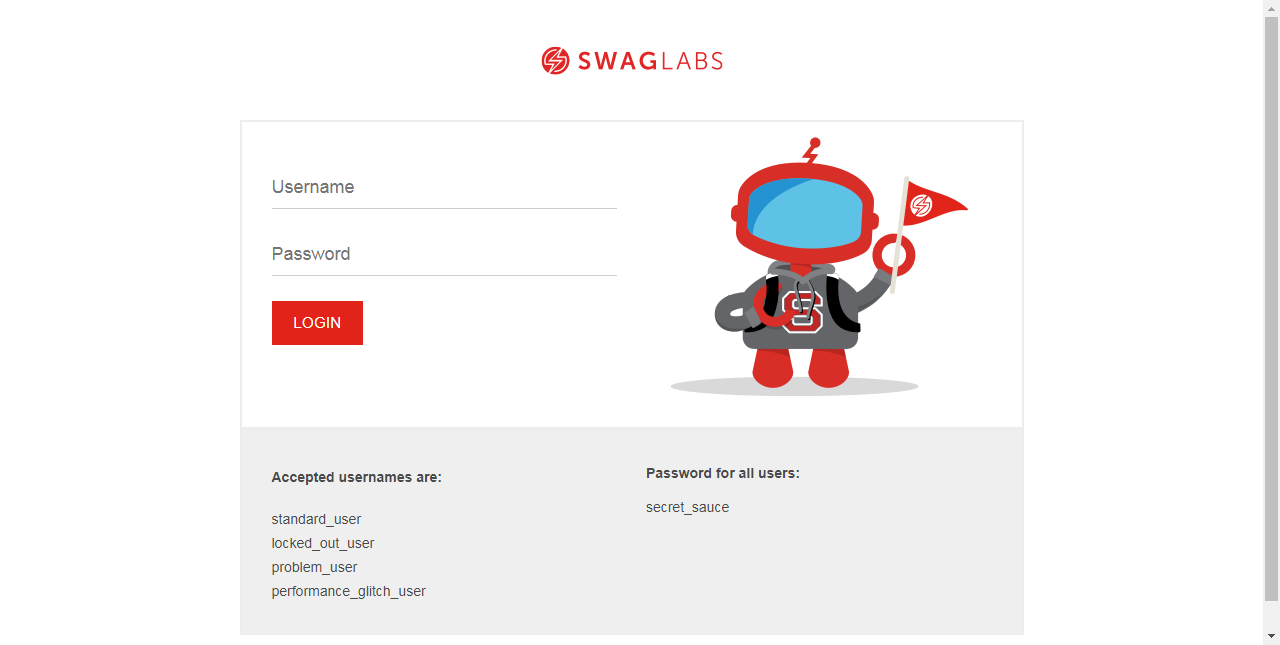 SWAGLABS
Username
Password
LOGIN
S
Accepted usernames are:
standard_user
locked_out_user
problem_user
performance_glitch_user
Password for all users:
secret_sauce